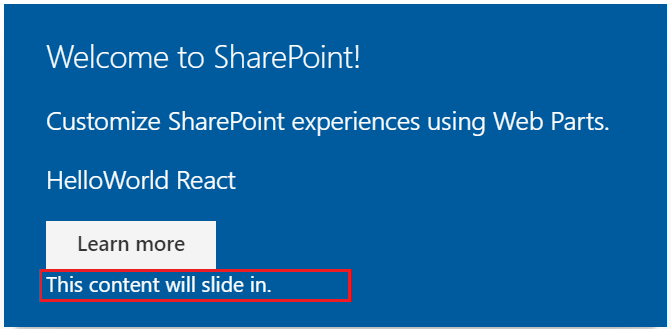 Welcome to SharePoint!
Customize SharePoint experiences using Web Parts.
HelloWorld React
Learn more
This content will slide in.